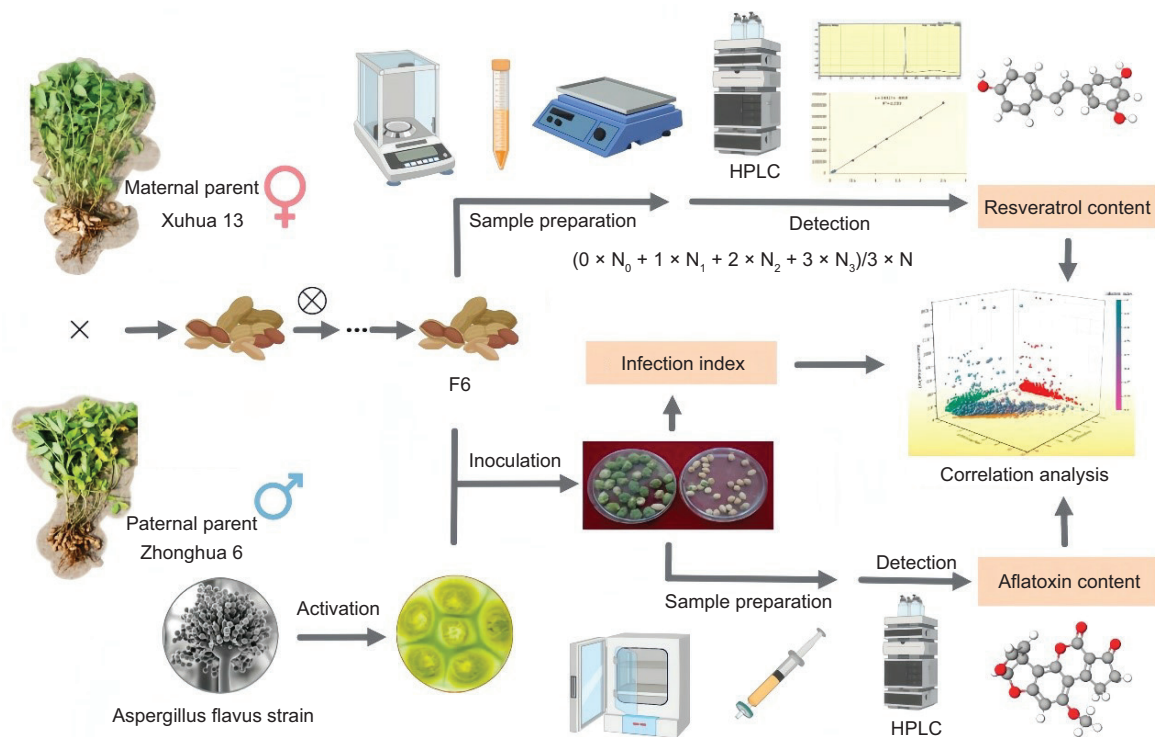 HPLC
Maternal parent
Xuhua 13
Sample preparation
Detection
Resveratrol content
(0 × N₀ + 1 × N₁ + 2 × N₂ + 3 × N₃)/3 × N
×
...
F6
Infection index
Inoculation
Correlation analysis
Paternal parent
Zhonghua 6
Activation
Sample preparation
Detection
Aflatoxin content
Aspergillus flavus strain
HPLC